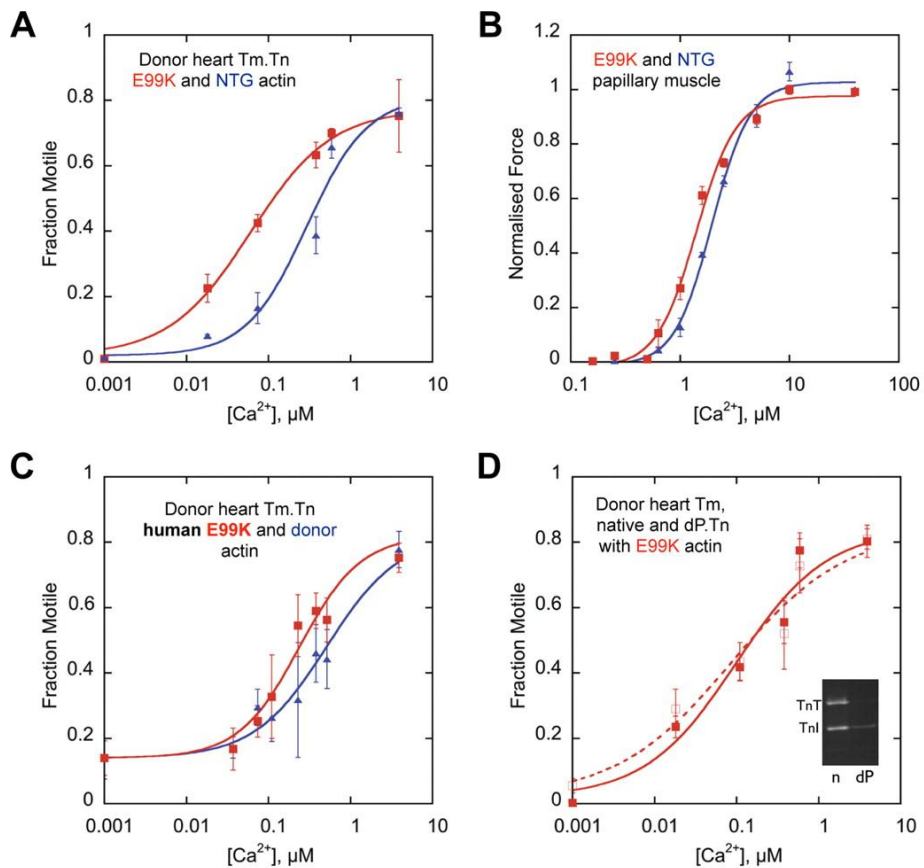 A
Donor heart Tm.Tn
E99K and NTG actin
Fraction Motile
1
0.8
0.6
0.4
0.2
0
0.001
0.01
0.1
1
10
[Ca²⁺], µM
B
E99K and NTG
papillary muscle
Normalised Force
1.2
1
0.8
0.6
0.4
0.2
0
0.1
1
10
100
[Ca²⁺], µM
C
Donor heart Tm.Tn
human E99K and donor
actin
Fraction Motile
1
0.8
0.6
0.4
0.2
0
0.001
0.01
0.1
1
10
[Ca²⁺], µM
D
Donor heart Tm,
native and dP.Tn
with E99K actin
Fraction Motile
1
0.8
0.6
0.4
0.2
0
0.001
0.01
0.1
1
10
[Ca²⁺], µM
TnT
TnI
n dP